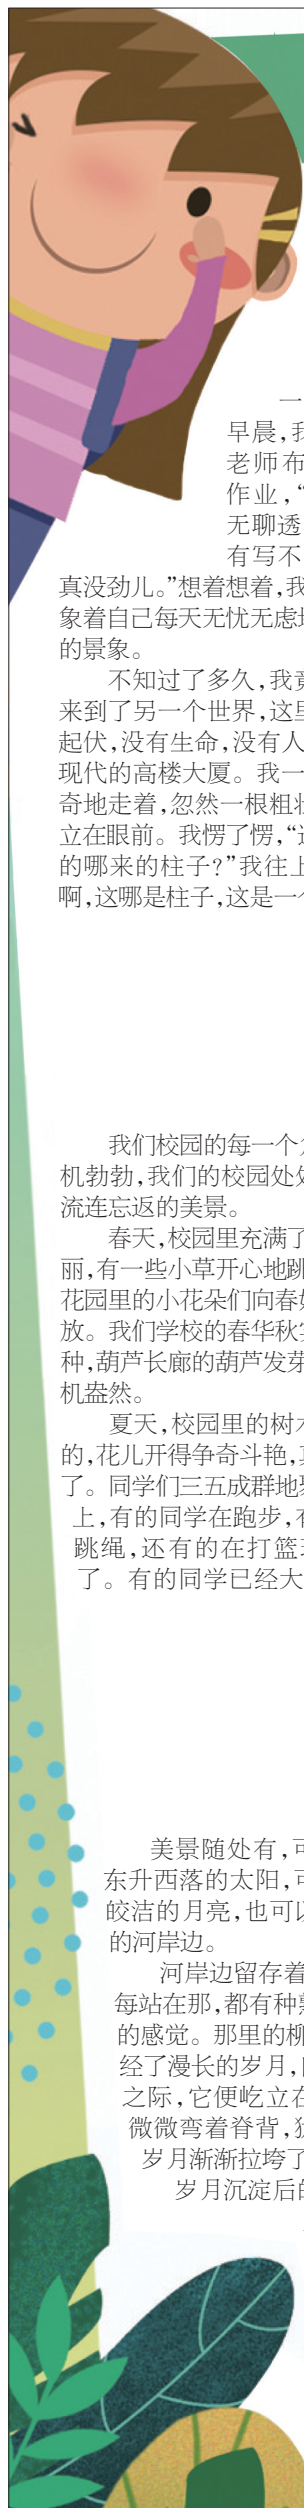 一
早晨,我
老师布
作业,“
无聊透
有写不
真没劲儿。”想着想着,我
象着自己每天无忧无虑地
的景象。
不知过了多久,我竟
来到了另一个世界,这里
起伏,没有生命,没有人
现代的高楼大厦。我一
奇地走着,忽然一根粗壮
立在眼前。我愣了愣,“这
的哪来的柱子?”我往上
啊,这哪是柱子,这是一个
我们校园的每一个角
机勃勃,我们的校园处处
流连忘返的美景。
春天,校园里充满了
丽,有一些小草开心地跳
花园里的小花朵们向春姑
放。我们学校的春华秋实
种,葫芦长廊的葫芦发芽
机盎然。
夏天,校园里的树木
的,花儿开得争奇斗艳,真
了。同学们三五成群地聚
上,有的同学在跑步,有
跳绳,还有的在打篮球
了。有的同学已经大
美景随处有,可
东升西落的太阳,可
皎洁的月亮,也可以
的河岸边。
河岸边留存着
每站在那,都有种熟
的感觉。那里的柳
经了漫长的岁月,自
之际,它便屹立在
微微弯着脊背,犹
岁月渐渐拉垮了
岁月沉淀后的